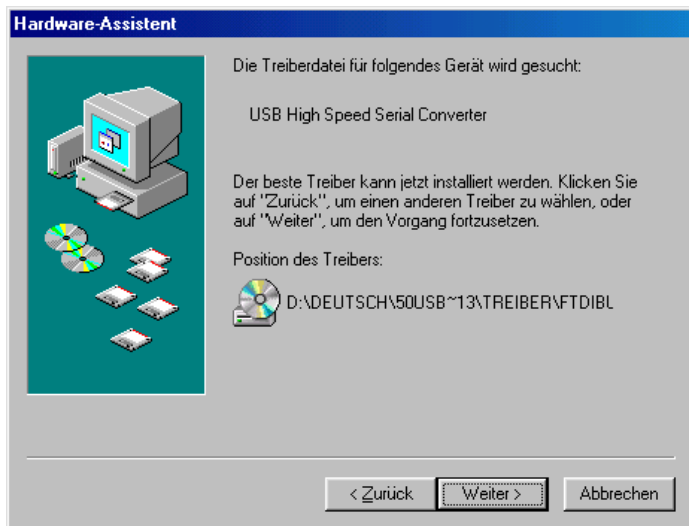 Hardware-Assistent
Die Treiberdatei für folgendes Gerät wird gesucht:
USB High Speed Serial Converter
Der beste Treiber kann jetzt installiert werden. Klicken Sie
auf "Zurück", um einen anderen Treiber zu wählen, oder
auf "Weiter", um den Vorgang fortzusetzen.
Position des Treibers:
D:\DEUTSCH\50USB~13\TREIBER\FTDIBL
< Zurück Weiter > Abbrechen